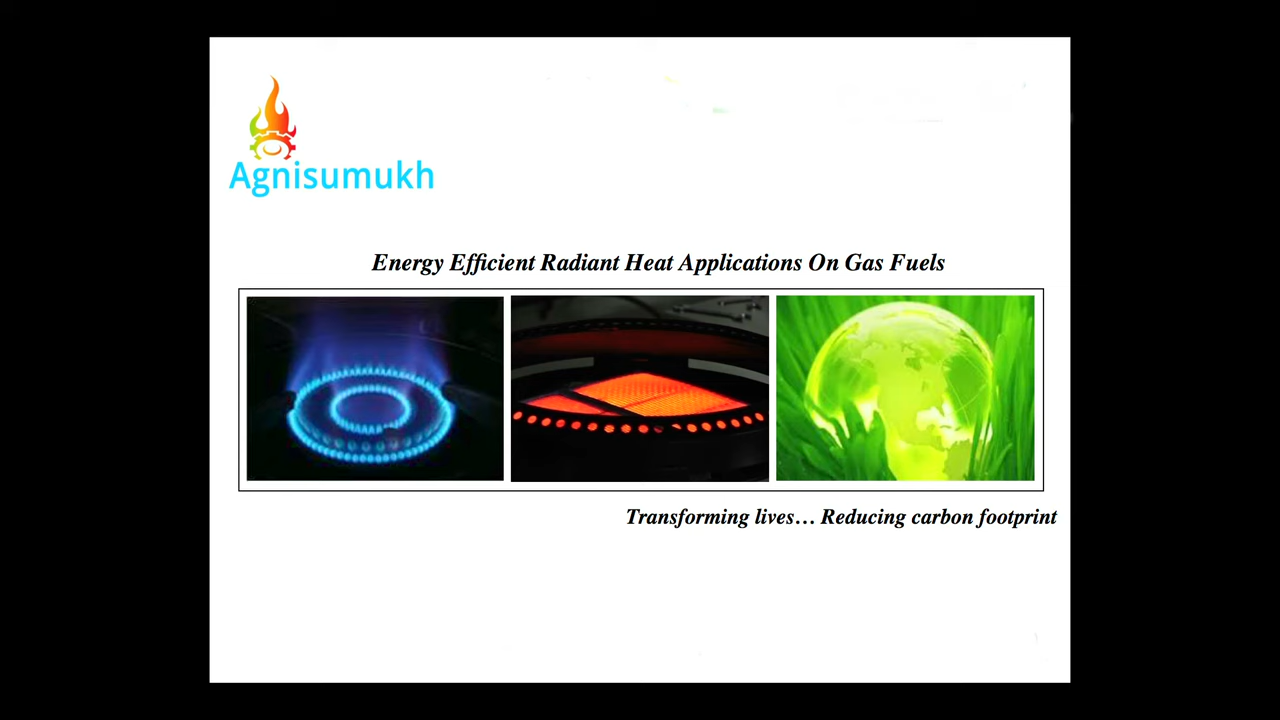 Agnisumukh
Energy Efficient Radiant Heat Applications On Gas Fuels
Transforming lives… Reducing carbon footprint